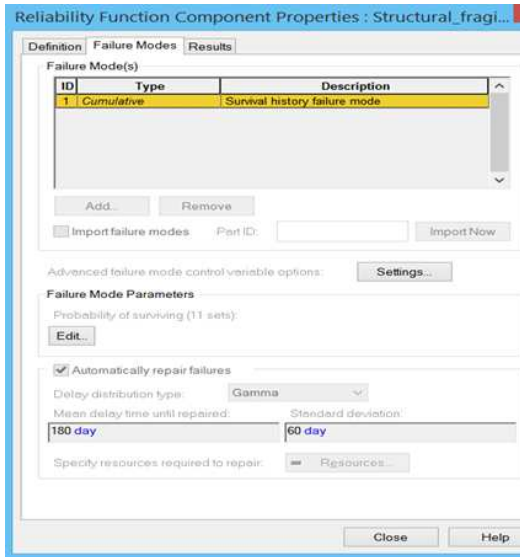 Reliability Function Component Properties : Structural_fragi...
Definition Failure Modes Results
Failure Mode(s)
ID Type Description
1 Cumulative Survival history failure mode
Add... Remove
Import failure modes Part ID: Import Now
Advanced failure mode control variable options: Settings...
Failure Mode Parameters
Probability of surviving (11 sets):
Edit...
Automatically repair failures
Delay distribution type: Gamma
Mean delay time until repaired: Standard deviation:
180 day 60 day
Specify resources required to repair: Resources...
Close Help